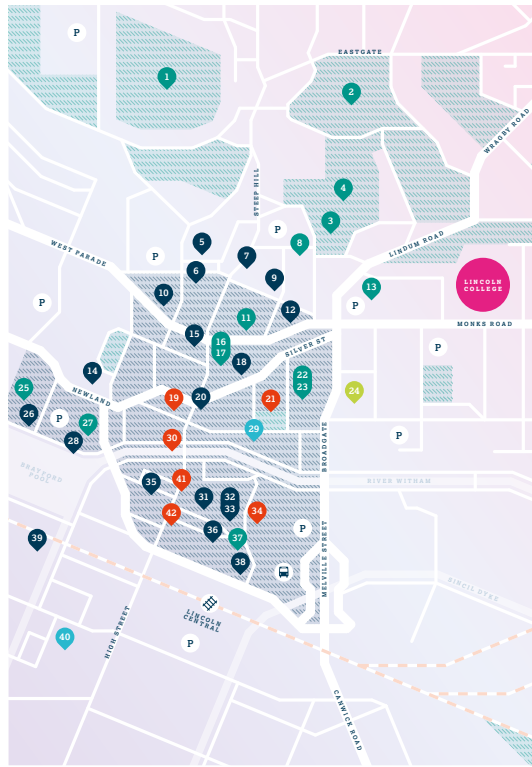 P
EASTGATE
1
2
WRAGBY ROAD
STEEP HILL
4
3
P
5
8
LINDUM ROAD
WEST PARADE
P
7
6
9
LINCOLN
COLLEGE
13
10
P
P
12
11
MONKS ROAD
15
16
17
SILVER ST
P
18
14
22
23
25
NEWLAND
24
19
20
21
26
P
27
29
P
28
30
BROADGATE
BRAYFORD
POOL
41
35
RIVER WITHAM
31
32
33
42
34
36
P
37
39
38
MELVILLE STREET
SINCIL DYKE
LINCOLN
CENTRAL
HIGH STREET
40
P
CANWICK ROAD